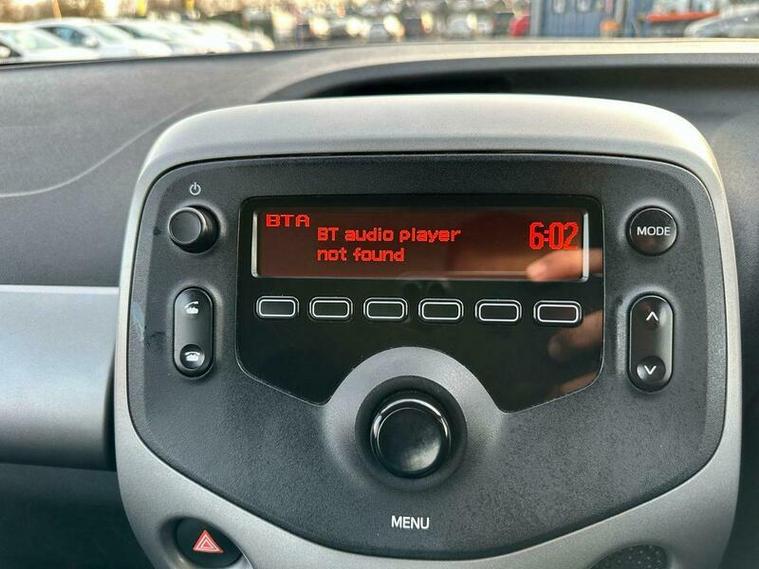 BTA
BT audio player
not found
6:02
MODE
MENU